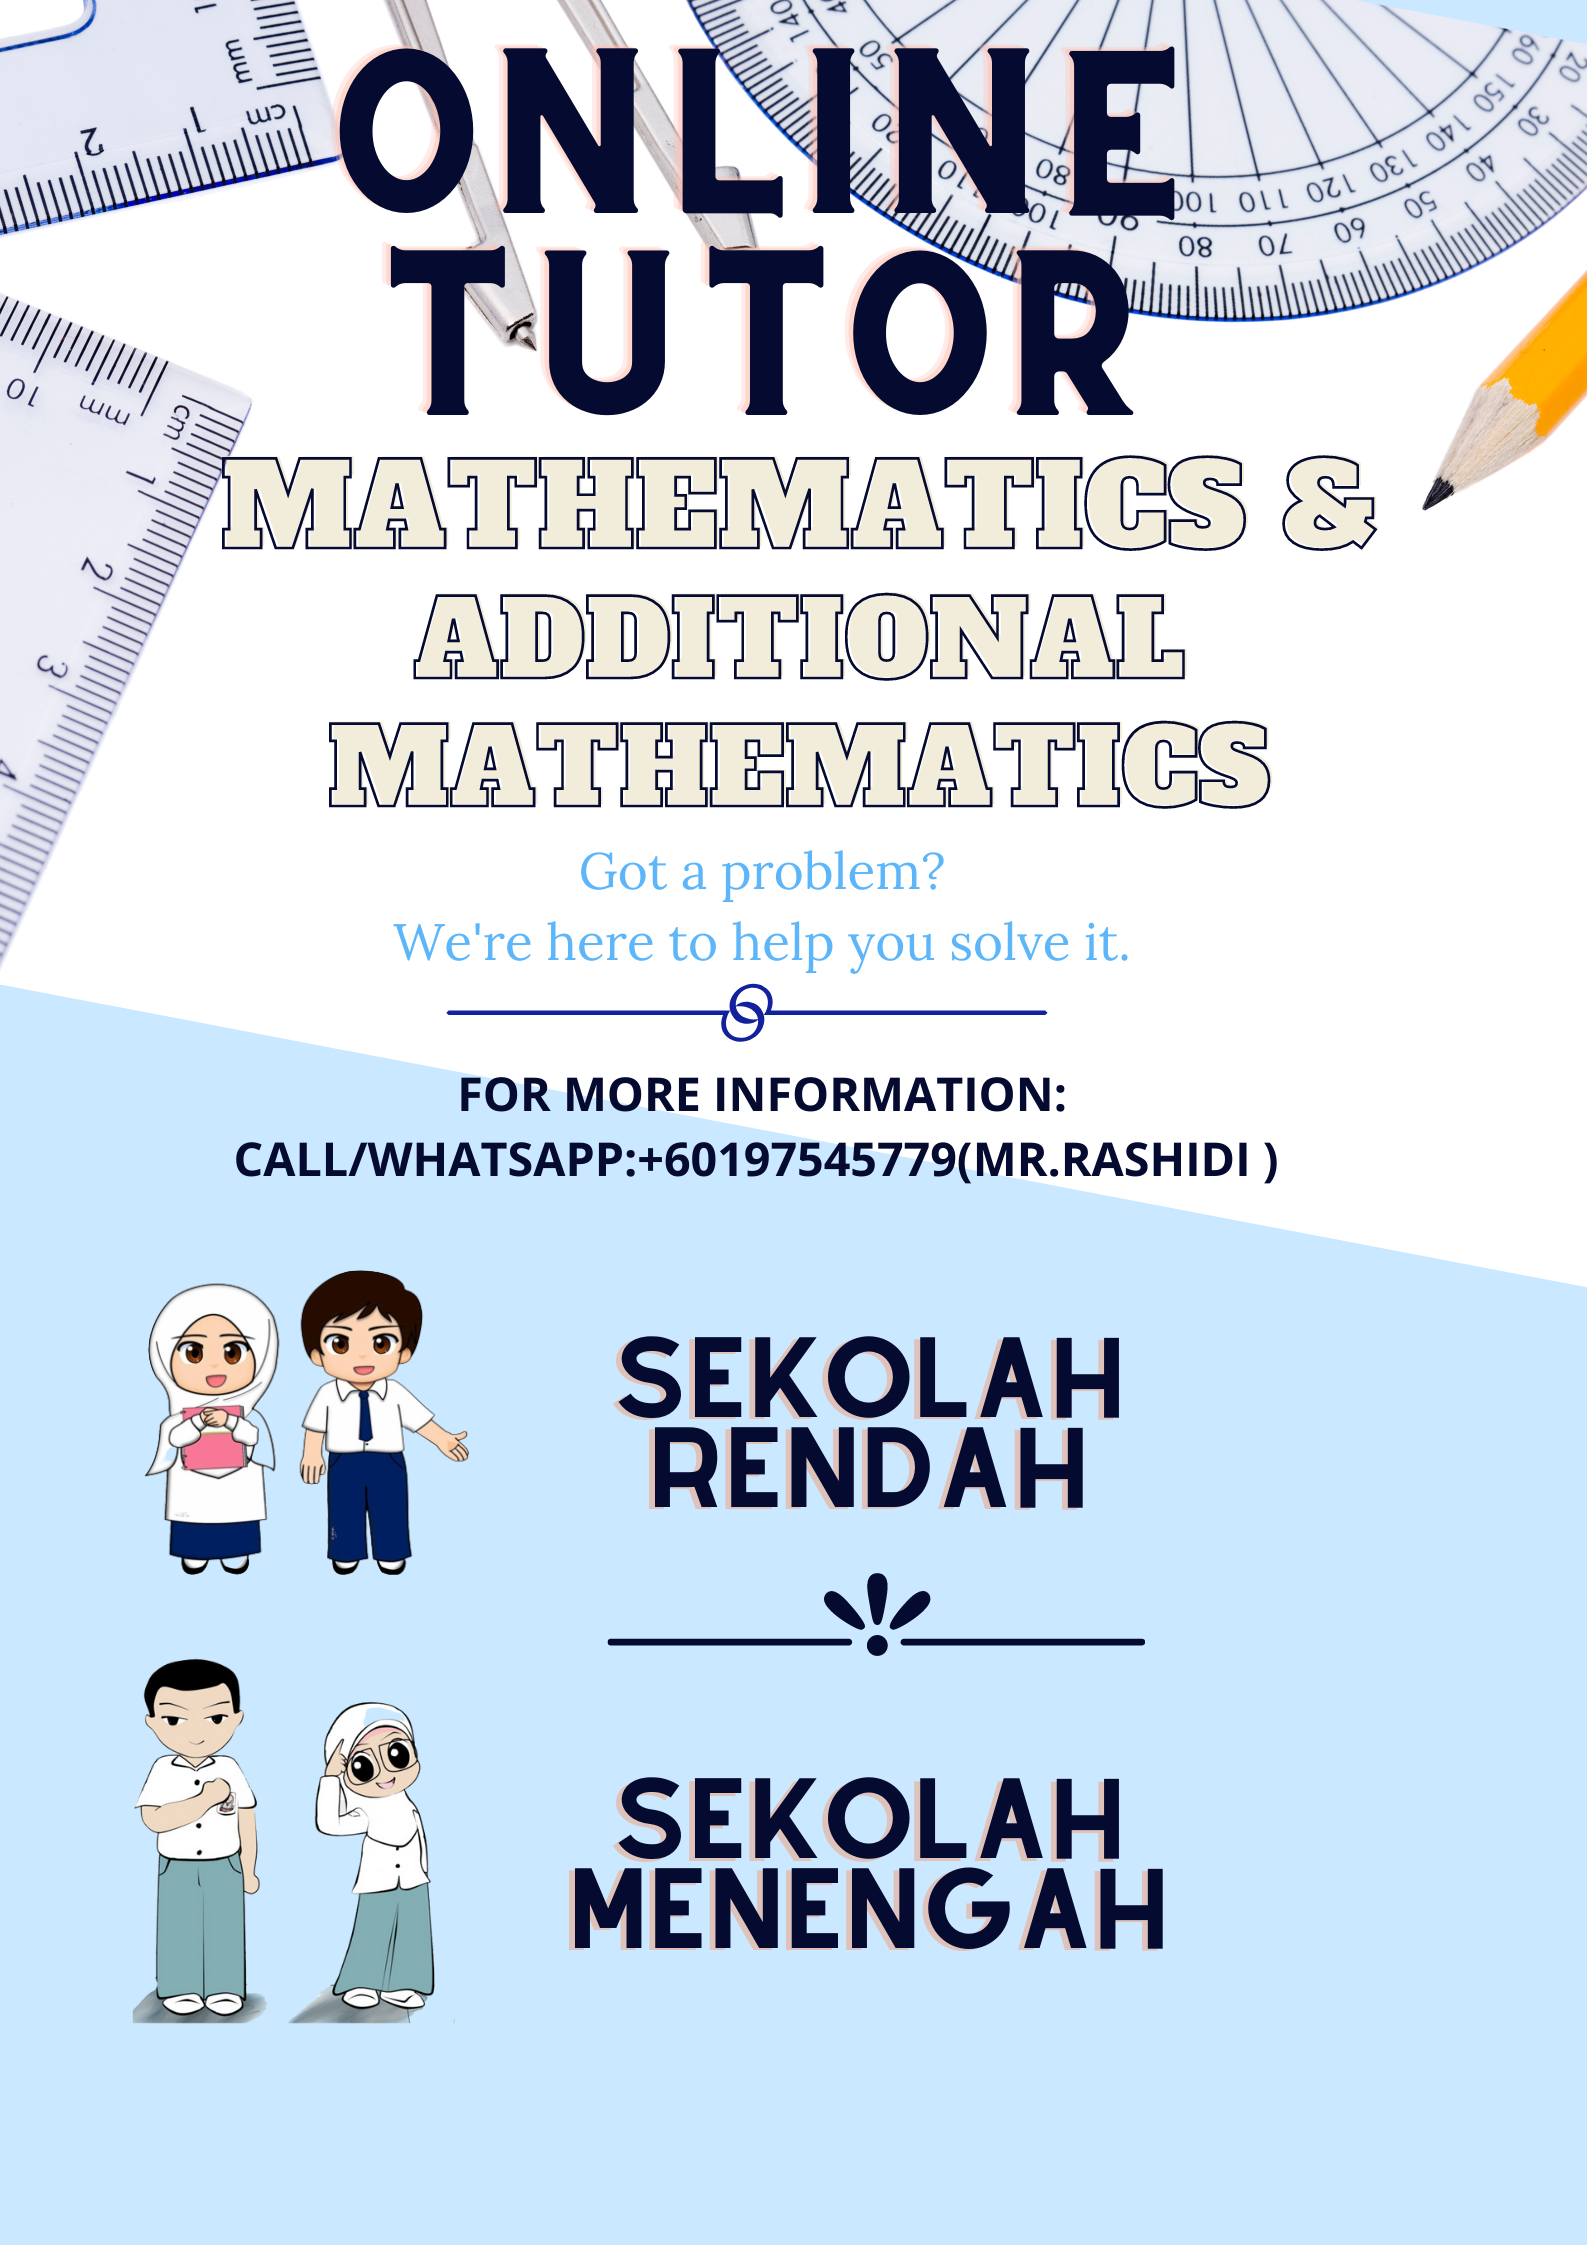 ONLINE
TUTOR
MATHEMATICS &
ADDITIONAL
MATHEMATICS
Got a problem?
We're here to help you solve it.
FOR MORE INFORMATION:
CALL/WHATSAPP:+60197545779(MR.RASHIDI )
SEKOLAH
RENDAH
SEKOLAH
MENENGAH